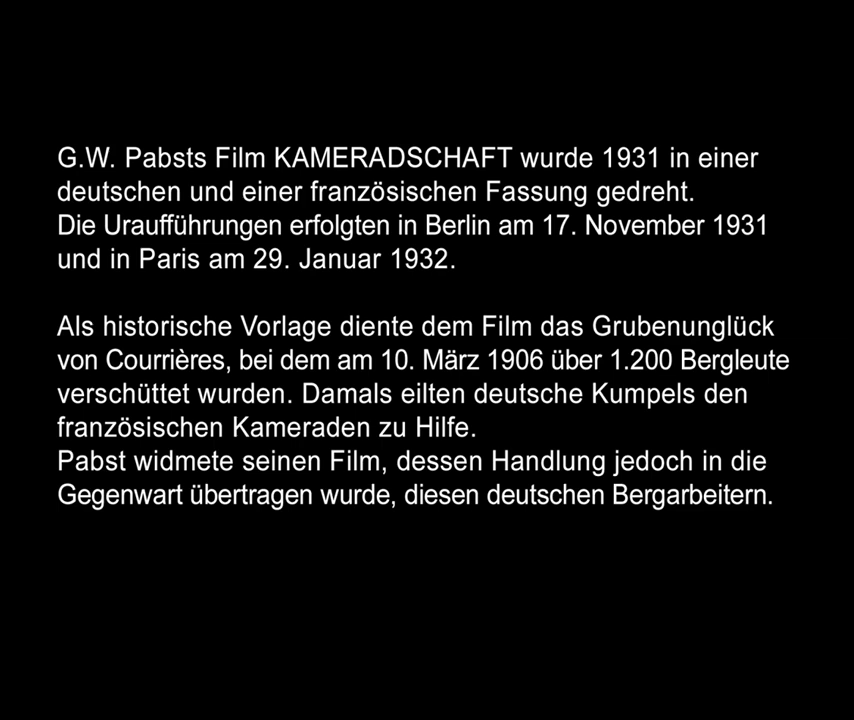 G.W. Pabsts Film KAMERADSCHAFT wurde 1931 in einer
deutschen und einer französischen Fassung gedreht.
Die Uraufführungen erfolgten in Berlin am 17. November 1931
und in Paris am 29. Januar 1932.
Als historische Vorlage diente dem Film das Grubenunglück
von Courrières, bei dem am 10. März 1906 über 1.200 Bergleute
verschüttet wurden. Damals eilten deutsche Kumpels den
französischen Kameraden zu Hilfe.
Pabst widmete seinen Film, dessen Handlung jedoch in die
Gegenwart übertragen wurde, diesen deutschen Bergarbeitern.